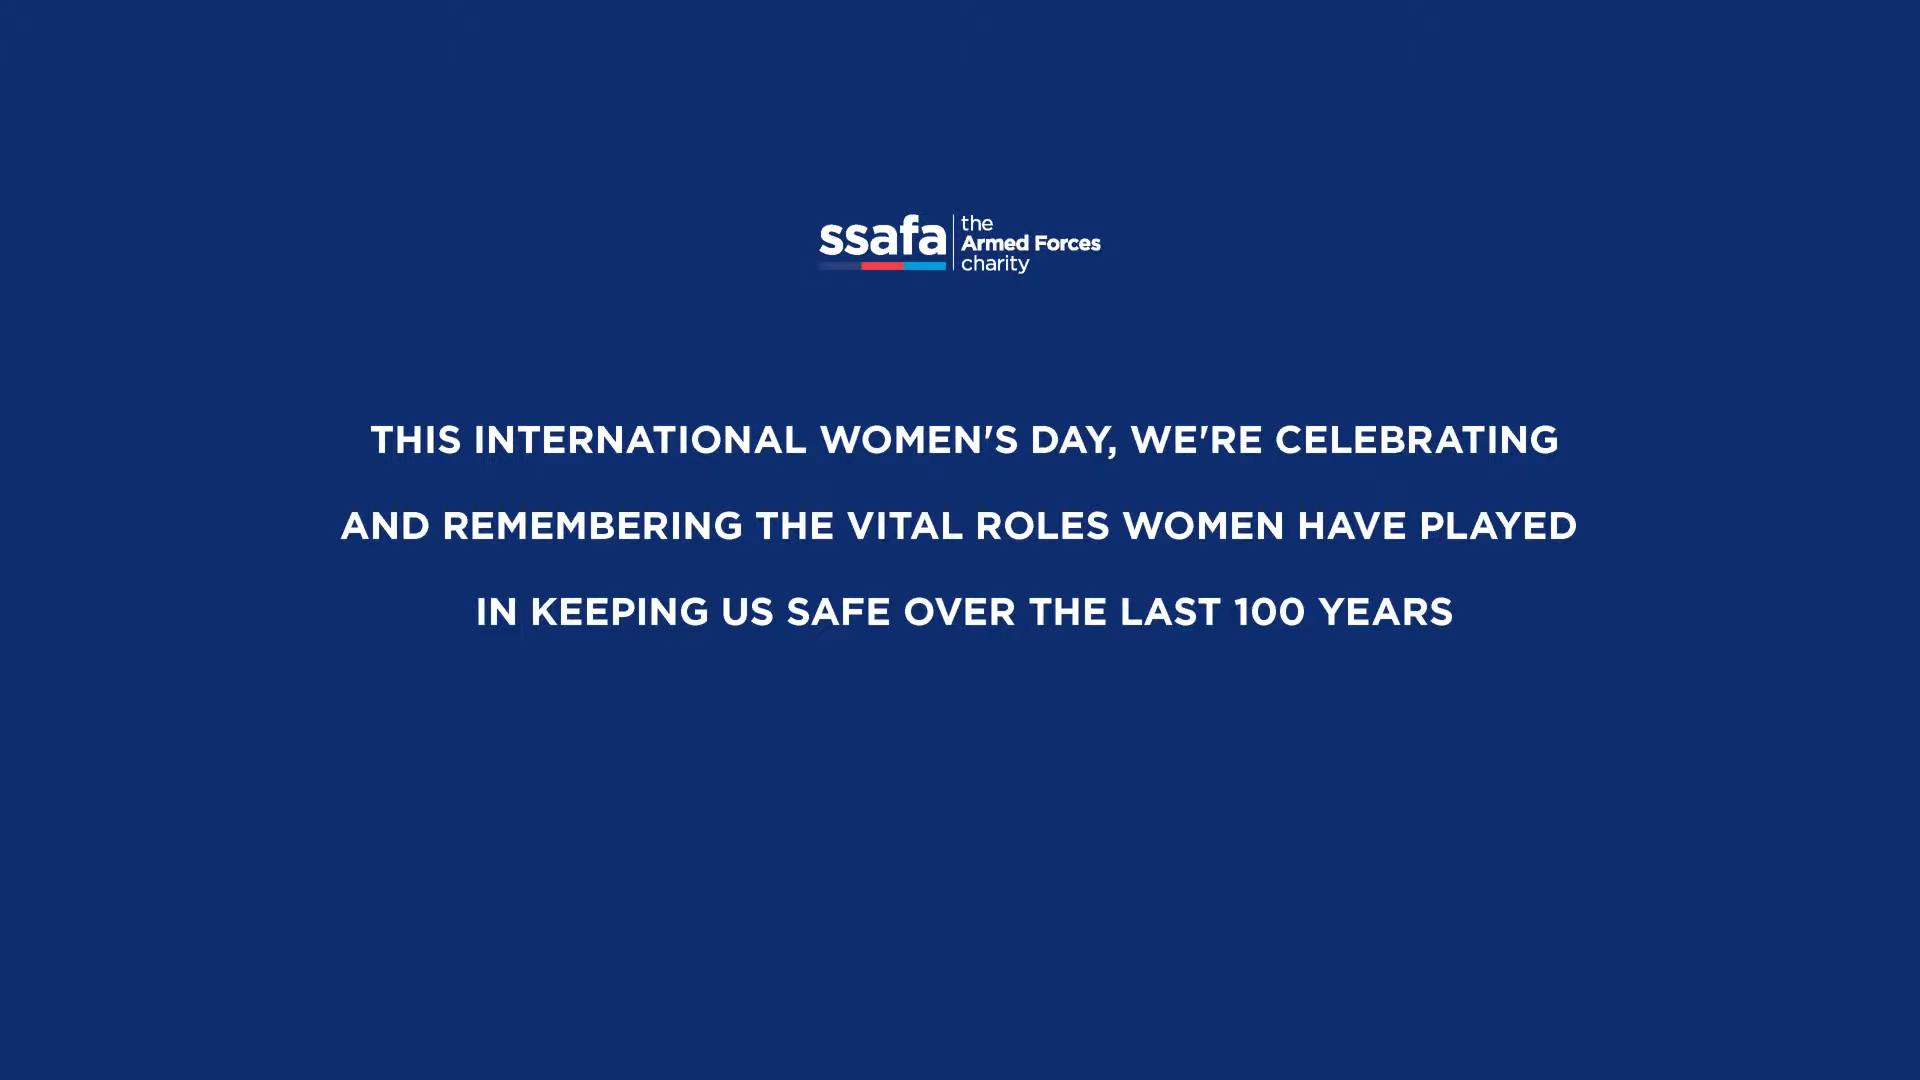 ssafa
the
Armed Forces
charity
THIS INTERNATIONAL WOMEN'S DAY, WE'RE CELEBRATING
AND REMEMBERING THE VITAL ROLES WOMEN HAVE PLAYED
IN KEEPING US SAFE OVER THE LAST 100 YEARS